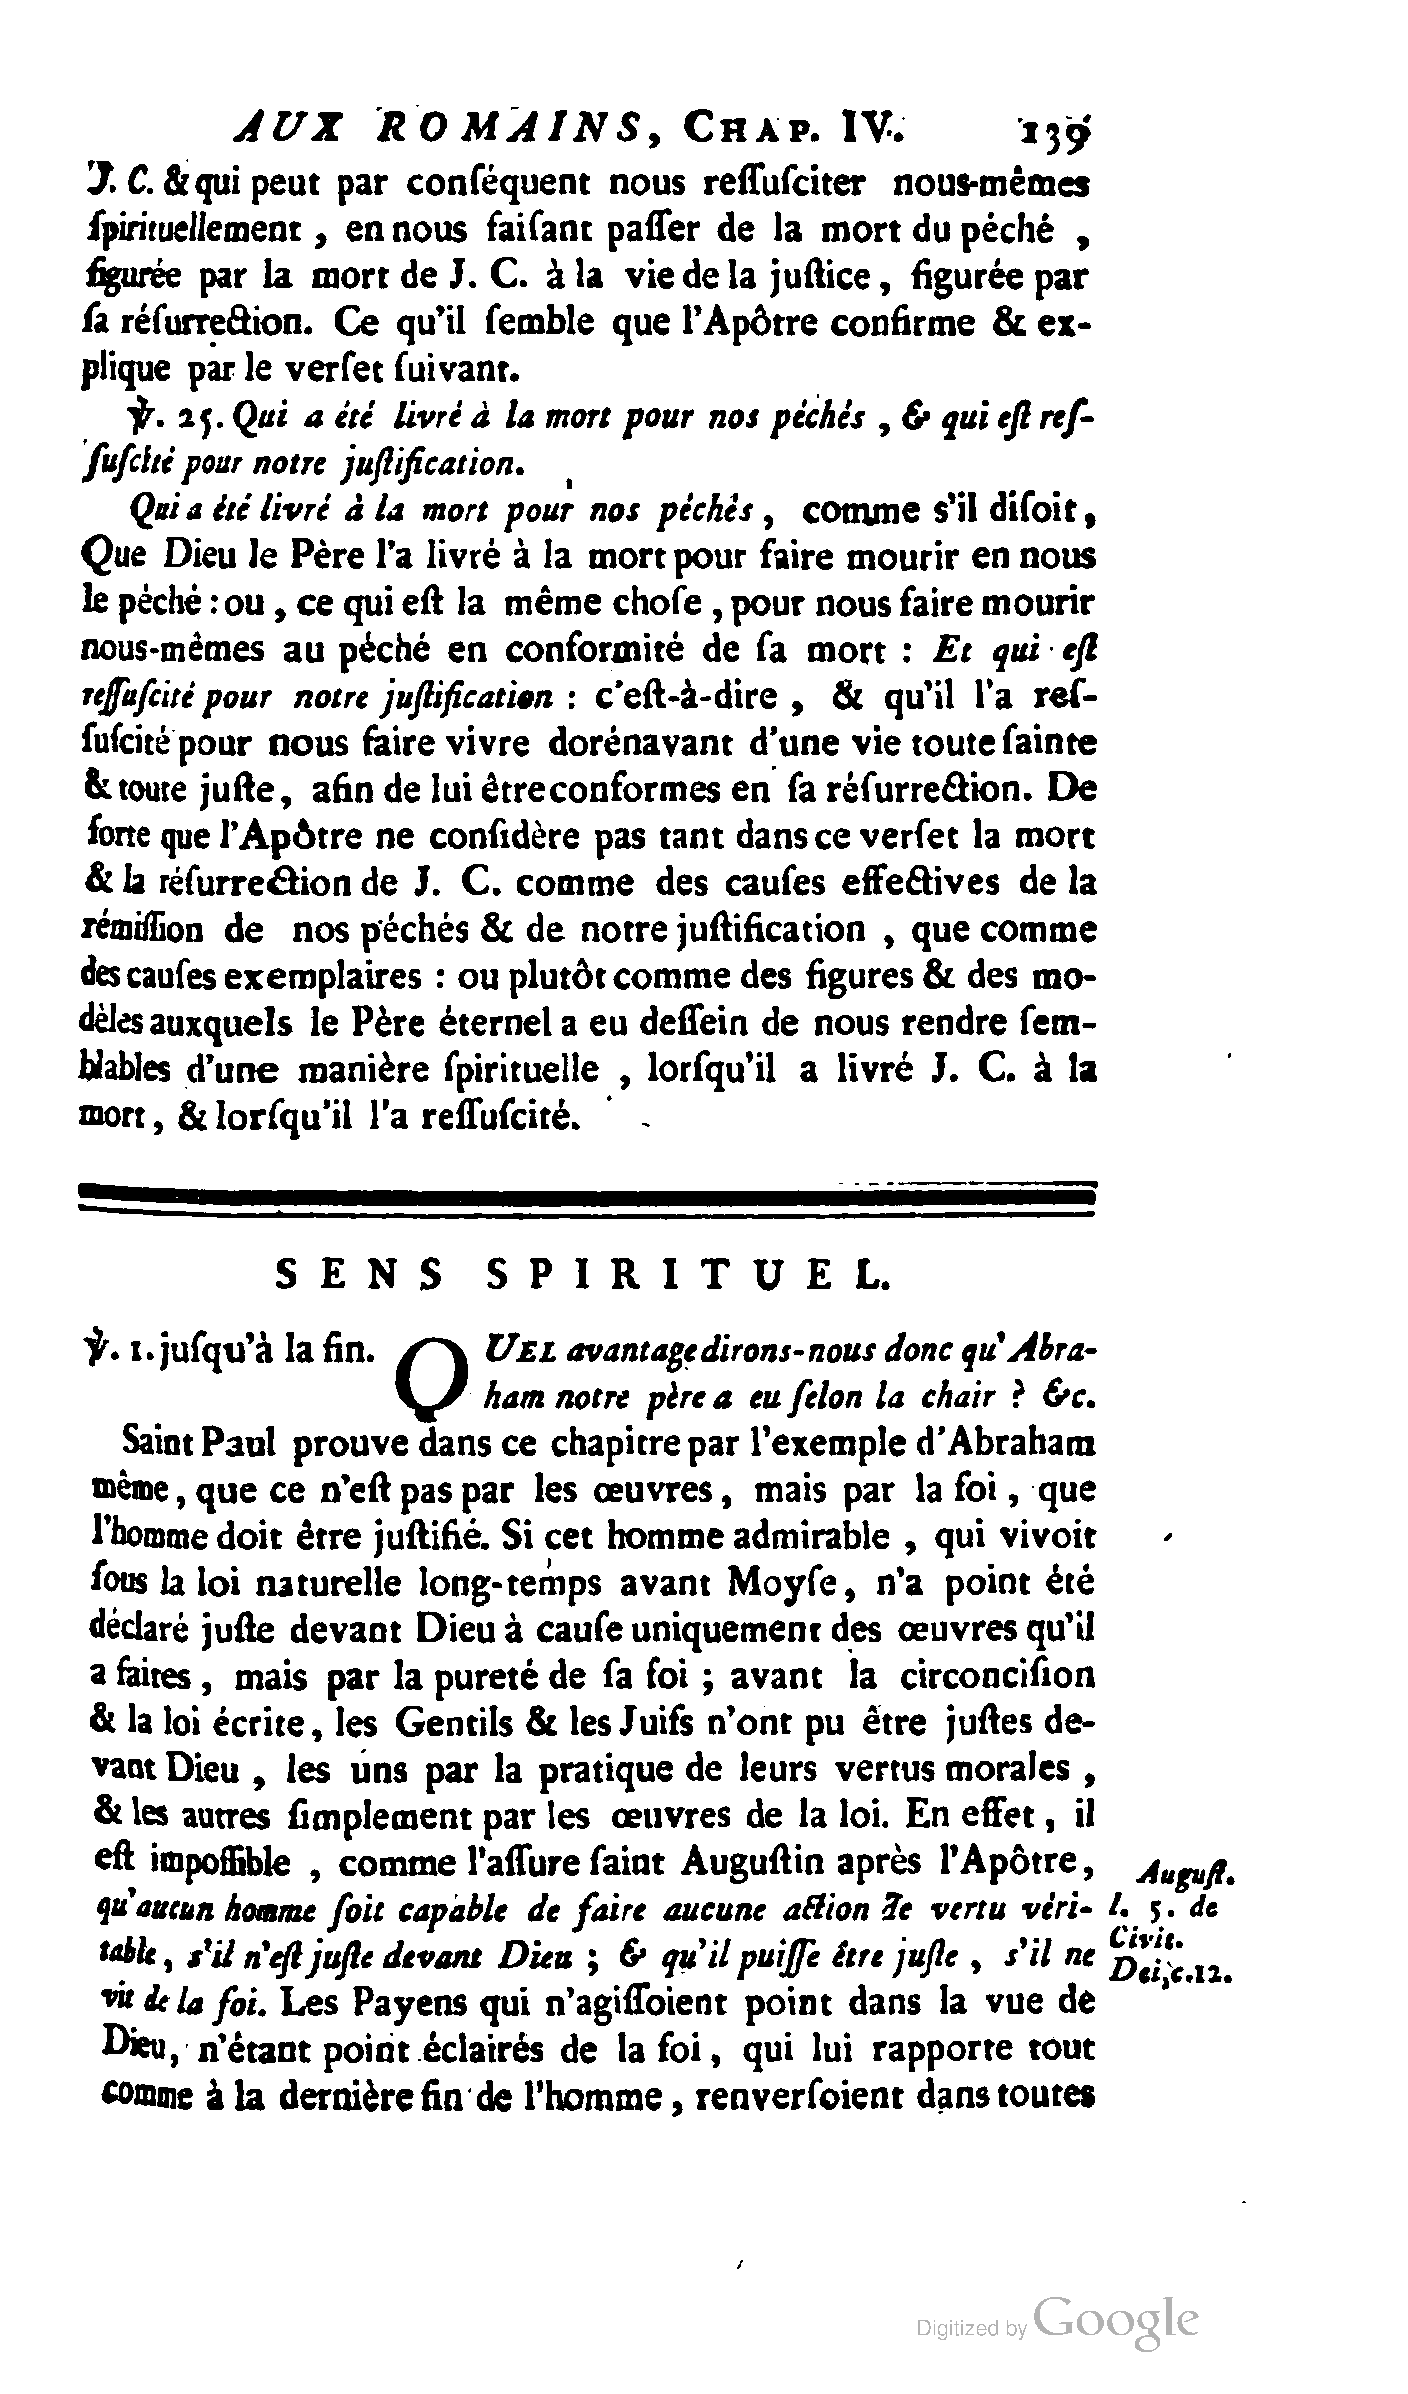 AUX ROMAINS, CHAP. IV. 139
J. C. & qui peut par conſéquent nous reſſuſciter nous-mêmes
ſpirituellement , en nous faiſant paſſer de la mort du péché ,
figurée par la mort de J. C. à la vie de la juſtice, figurée par
ſa réſurrection. Ce qu'il ſemble que l'Apôtre confirme & ex-
plique par le verſet ſuivant.
℣. 25. Qui a été livré à la mort pour nos péchés , & qui eſt reſ-
ſuſcité pour notre juſtification.
Qui a été livré à la mort pour nos péchés , comme s'il diſoit,
Que Dieu le Père l'a livré à la mort pour faire mourir en nous
le péché : ou , ce qui eſt la même choſe , pour nous faire mourir
nous-mêmes au péché en conformité de ſa mort : Et qui eſt
reſſuſcité pour notre juſtification : c'eſt-à-dire , & qu'il l'a reſ-
ſuſcité pour nous faire vivre dorénavant d'une vie toute ſainte
& toute juſte, afin de lui être conformes en ſa réſurrection. De
ſorte que l'Apôtre ne conſidère pas tant dans ce verſet la mort
& la réſurrection de J. C. comme des cauſes effectives de la
rémiſſion de nos péchés & de notre juſtification , que comme
des cauſes exemplaires : ou plutôt comme des figures & des mo-
dèles auxquels le Père éternel a eu deſſein de nous rendre ſem-
blables d'une manière ſpirituelle , lorſqu'il a livré J. C. à la
mort, & lorſqu'il l'a reſſuſcité.
SENS SPIRITUEL.
℣. 1. juſqu'à la fin. QUEL avantage dirons-nous donc qu'Abra-
ham notre père a eu ſelon la chair ? &c.
Saint Paul prouve dans ce chapitre par l'exemple d'Abraham
même, que ce n'eſt pas par les œuvres, mais par la foi , que
l'homme doit être juſtifié. Si cet homme admirable , qui vivoit
ſous la loi naturelle long-temps avant Moyſe, n'a point été
déclaré juſte devant Dieu à cauſe uniquement des œuvres qu'il
a faites, mais par la pureté de ſa foi ; avant la circonciſion
& la loi écrite, les Gentils & les Juifs n'ont pu être juſtes de-
vant Dieu , les uns par la pratique de leurs vertus morales ,
& les autres ſimplement par les œuvres de la loi. En effet, il
eſt impoſſible , comme l'aſſure ſaint Auguſtin après l'Apôtre,
qu'aucun homme ſoit capable de faire aucune action de vertu véri-
table, s'il n'eſt juſte devant Dieu ; & qu'il puiſſe être juſte , s'il ne
vit de la foi. Les Payens qui n'agiſſoient point dans la vue de
Dieu, n'étant point éclairés de la foi, qui lui rapporte tout
comme à la dernière fin de l'homme, renverſoient dans toutes
Auguſt.
l. 5. de
Civit.
Dei, c. 12.
Digitized by Google